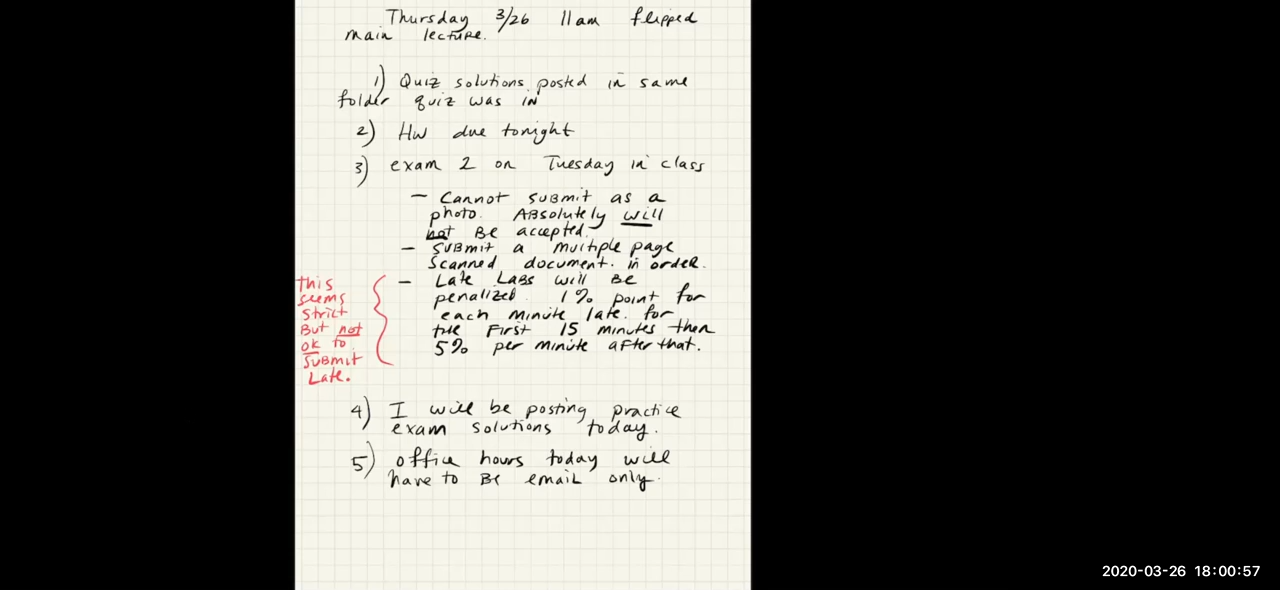 Thursday 3/26 11am flipped
main lecture.
1) Quiz solutions posted in same
folder quiz was in
2) HW due tonight
3) exam 2 on Tuesday in class
- Cannot submit as a
photo. Absolutely will
not be accepted.
- Submit a multiple page
scanned document. in order.
- Late Labs will be
penalized 1% point for
each minute late. for
the first 15 minutes then
5% per minute after that.
this
seems
strict
But not
ok to
submit
Late.
4) I will be posting practice
exam solutions today.
5) office hours today will
have to be email only.
2020-03-26 18:00:57